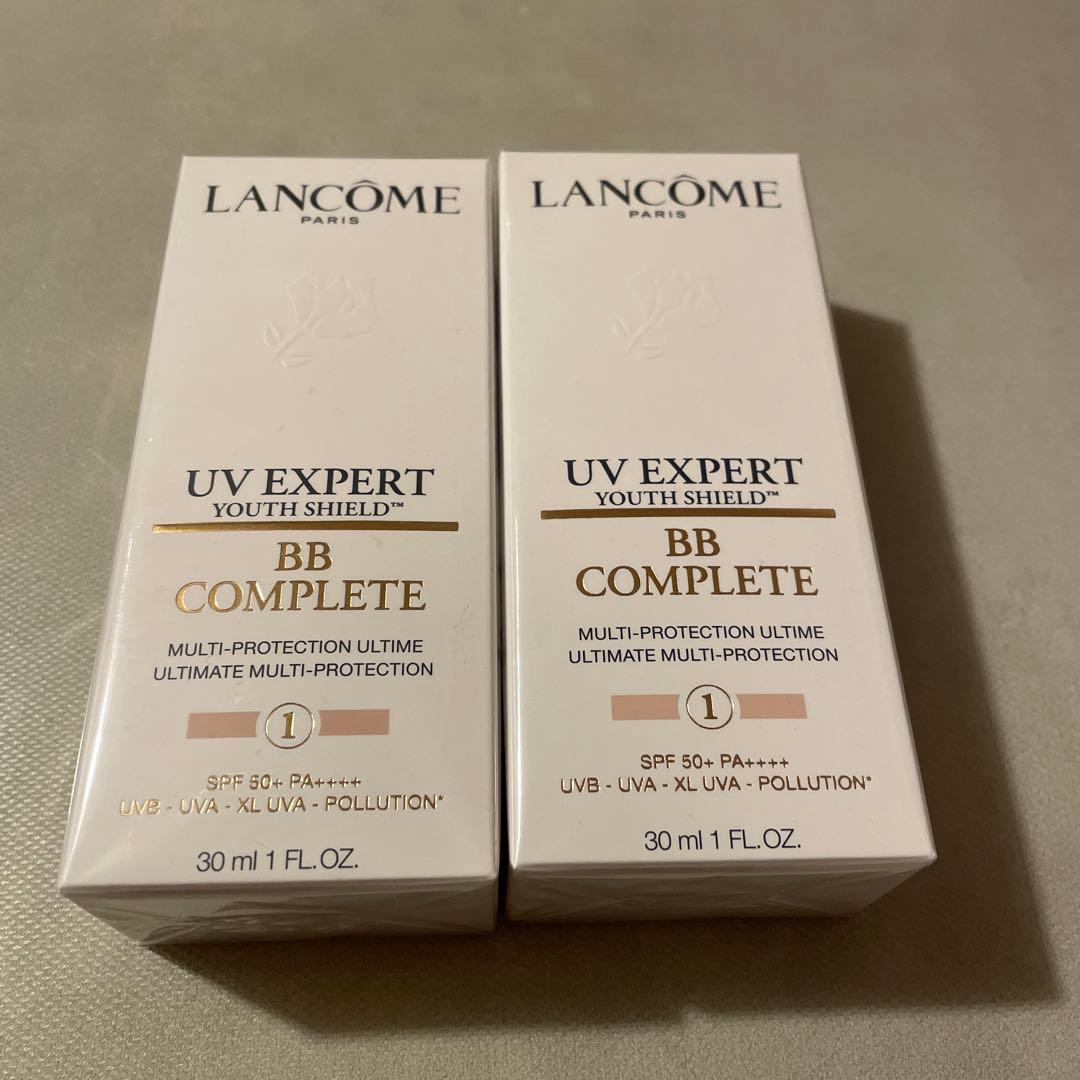 LANCÔME
PARIS
UV EXPERT
YOUTH SHIELD™
BB
COMPLETE
MULTI-PROTECTION ULTIME
ULTIMATE MULTI-PROTECTION
1
SPF 50+ PA++++
UVB - UVA - XL UVA - POLLUTION*
30 ml 1 FL.OZ.
LANCÔME
PARIS
UV EXPERT
YOUTH SHIELD™
BB
COMPLETE
MULTI-PROTECTION ULTIME
ULTIMATE MULTI-PROTECTION
1
SPF 50+ PA++++
UVB - UVA - XL UVA - POLLUTION*
30 ml 1 FL.OZ.